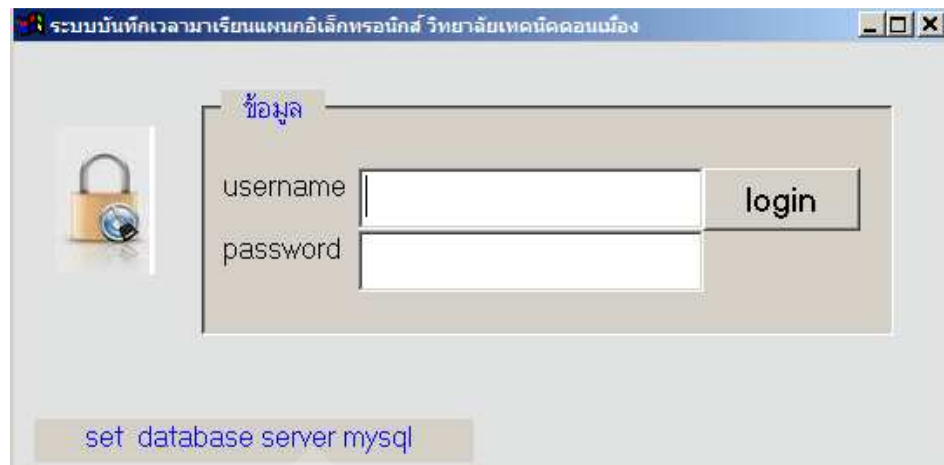 ระบบบันทึกเวลามาเรียนแผนกอิเล็กทรอนิกส์ วิทยาลัยเทคนิคดอนเมือง
ข้อมูล
username
login
password
set database server mysql